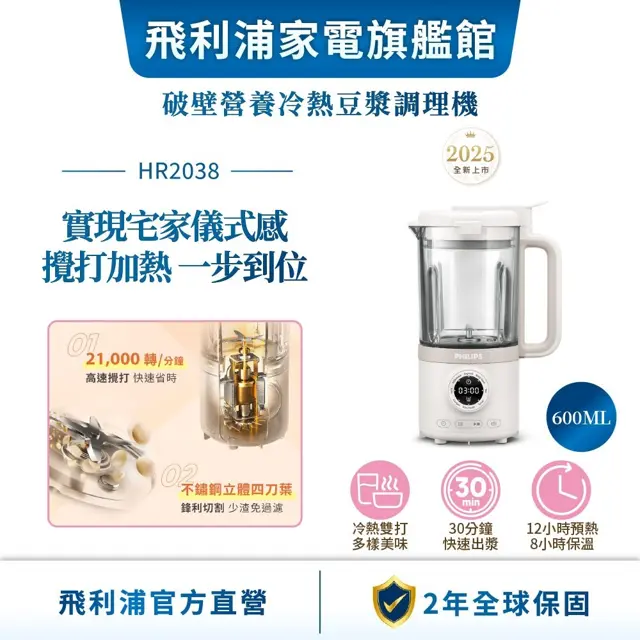 飛利浦家電旗艦館
破壁營養冷熱豆漿調理機
HR2038
2025
全新上市
實現宅家儀式感
攪打加熱 一步到位
01
21,000 轉/分鐘
高速攪打 快速省時
02
不鏽鋼立體四刀葉
鋒利切割 少渣免過濾
PHILIPS
03:00
600ML
冷熱雙打
多樣美味
30
min
30分鐘
快速出漿
12小時預熱
8小時保溫
飛利浦官方直營
2年全球保固